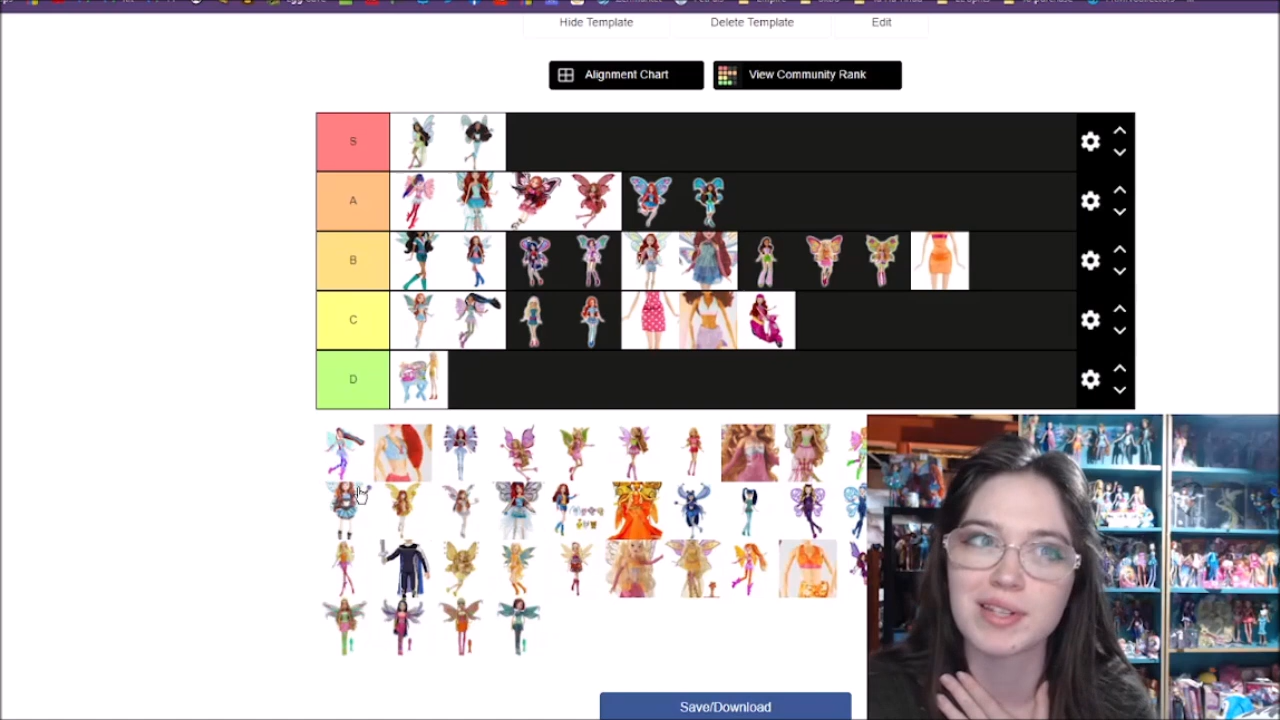 Hide Template
Delete Template
Edit
Alignment Chart
View Community Rank
S
A
B
C
D
Save/Download